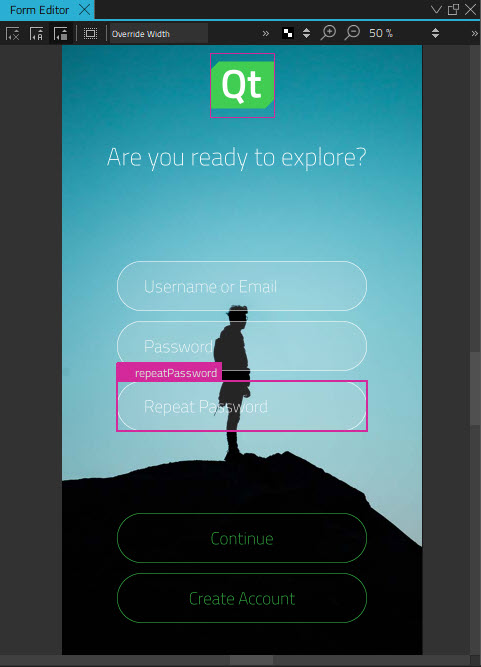 Form Editor
Override Width
»
50 %
»
Qt
Are you ready to explore?
Username or Email
Password
repeatPassword
Repeat Password
Continue
Create Account